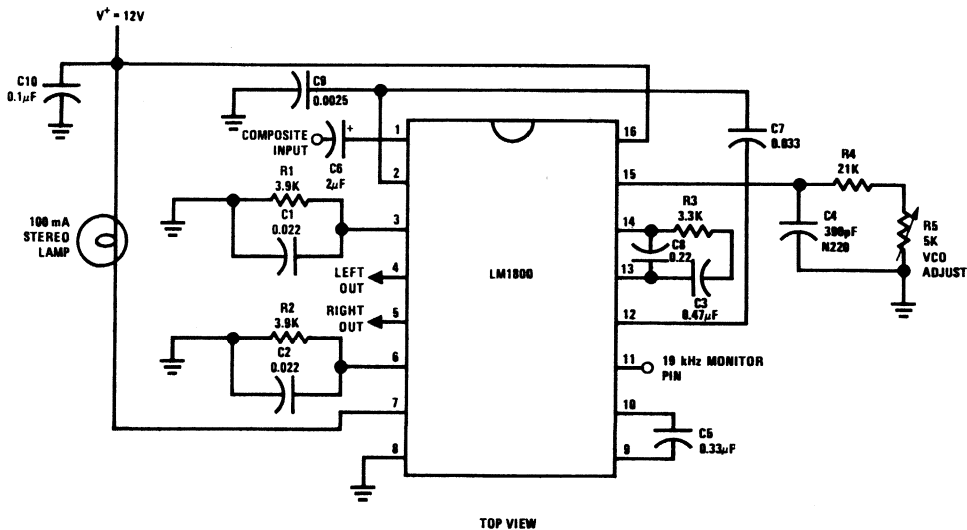 V+ = 12V
C10
0.1µF
C9
0.0025
COMPOSITE
INPUT
+
C6
2µF
R1
3.9K
C1
0.022
100 mA
STEREO
LAMP
LEFT
OUT
RIGHT
OUT
R2
3.9K
C2
0.022
1
2
3
4
5
6
7
8
LM1800
16
15
14
13
12
11
10
9
R3
3.3K
C8
0.22
C3
0.47µF
19 kHz MONITOR
PIN
C5
0.33µF
C7
0.033
R4
21K
C4
390pF
N220
R5
5K
VCO
ADJUST
TOP VIEW